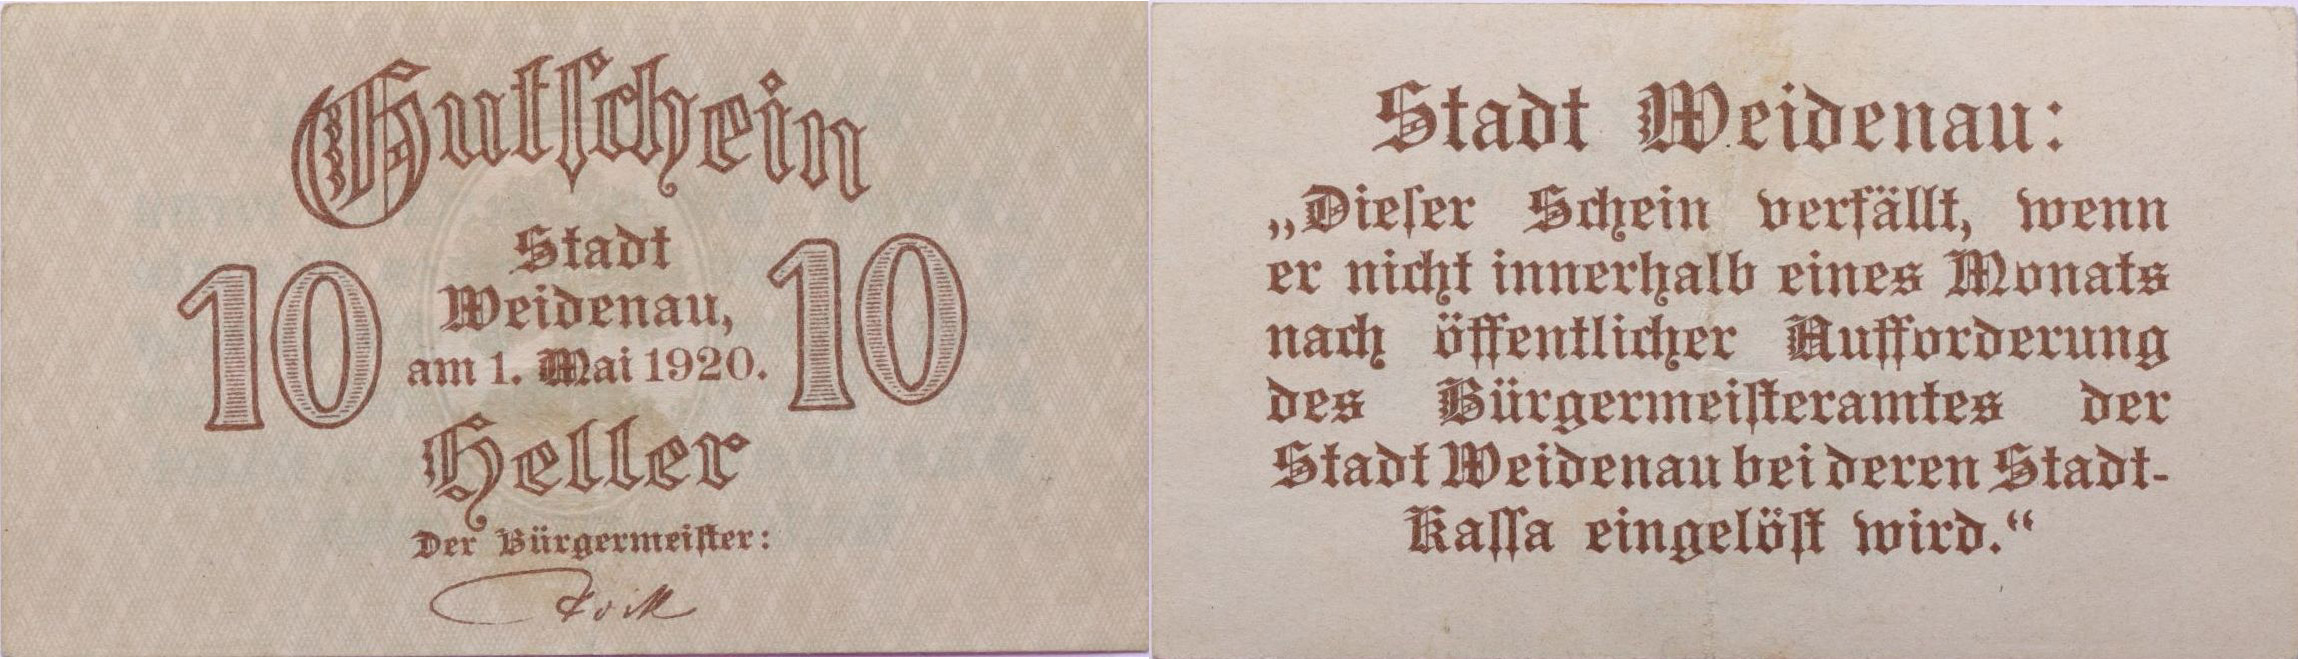 Gutſchein
Stadt
Weidenau,
am 1. Mai 1920.
10
10
Heller
Der Bürgermeiſter:
Stadt Weidenau:
„Dieſer Schein verfällt, wenn
er nicht innerhalb eines Monats
nach öffentlicher Aufforderung
des Bürgermeiſteramtes der
Stadt Weidenau bei deren Stadt-
Kaſſa eingelöſt wird.“